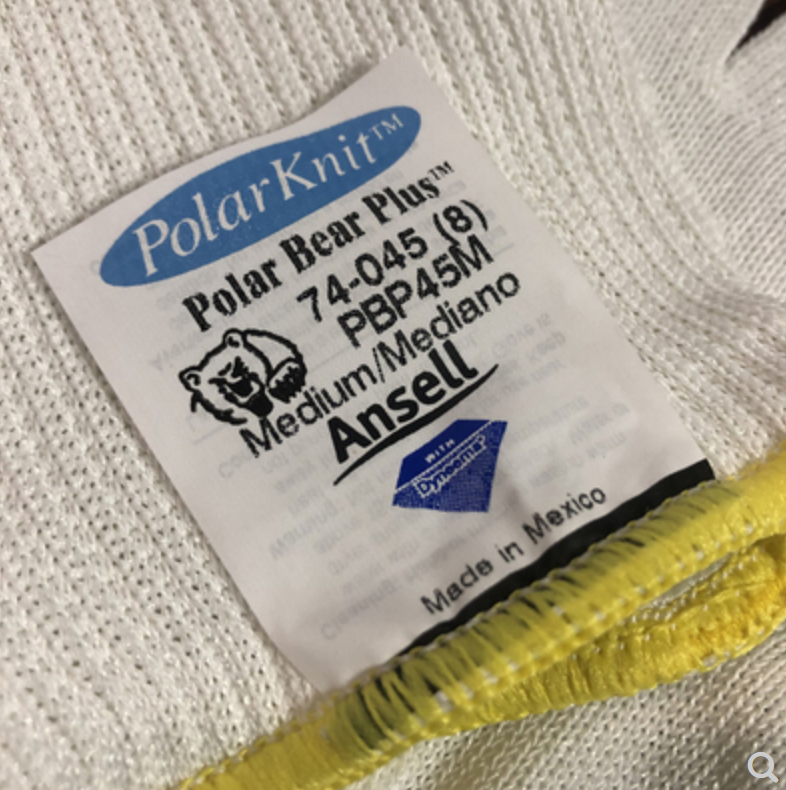 PolarKnit™
Polar Bear Plus™
74-045 (8)
PBP45M
Medium/Mediano
Ansell
WITH
Dyneema®
Made in Mexico